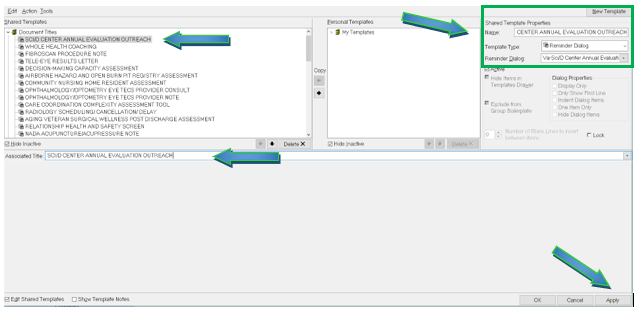 Edit Action Tools
New Template
Shared Templates
Document Titles
SCI/D CENTER ANNUAL EVALUATION OUTREACH
WHOLE HEALTH COACHING
FIBROSCAN PROCEDURE NOTE
TELE-EYE RESULTS LETTER
DECISION-MAKING CAPACITY ASSESSMENT
AIRBORNE HAZARD AND OPEN BURN PIT REGISTRY ASSESSMENT
COMMUNITY NURSING HOME RESIDENT ASSESSMENT
OPHTHALMOLOGY/OPTOMETRY EYE TECS PROVIDER CONSULT
OPHTHALMOLOGY/OPTOMETRY EYE TECS PROVIDER NOTE
CARE COORDINATION COMPLEXITY ASSESSMENT TOOL
RADIOLOGY SCHEDULING/ CANCELLATION/ DELAY
AGING VETERAN SURGICAL WELLNESS POST DISCHARGE ASSESSMENT
RELATIONSHIP HEALTH AND SAFETY SCREEN
NADA ACUPUNCTURE/ACUPRESSURE NOTE
Hide Inactive
Delete X
Copy
Personal Templates
My Templates
Hide Inactive
Delete X
Shared Template Properties
Name: CENTER ANNUAL EVALUATION OUTREACH
Template Type: Reminder Dialog
Reminder Dialog: Va-Sci/D Center Annual Evaluati
Active
Hide Items in
Templates Drawer
Exclude from
Group Boilerplate
Dialog Properties
Display Only
Only Show First Line
Indent Dialog Items
One Item Only
Hide Dialog Items
0 Number of Blank Lines to insert
between items
Lock
Associated Title: SCI/D CENTER ANNUAL EVALUATION OUTREACH
Edit Shared Templates Show Template Notes
OK Cancel Apply